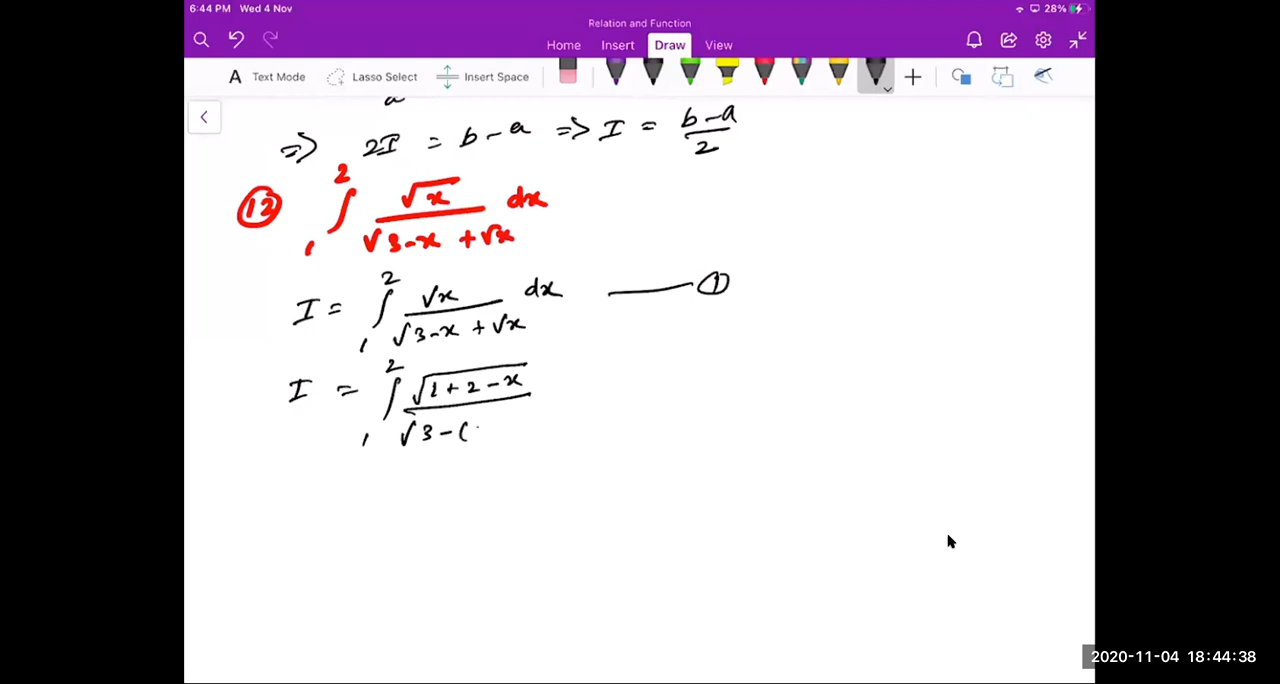 6:44 PM Wed 4 Nov
28%
Relation and Function
Home Insert Draw View
A Text Mode Lasso Select Insert Space
a
=> 2I = b-a => I = b-a/2
12 ∫₁² √x/(√3-x + √x) dx
I = ∫₁² √x/(√3-x + √x) dx ——— 1
I = ∫₁² √1+2-x/√3-(
2020-11-04 18:44:38